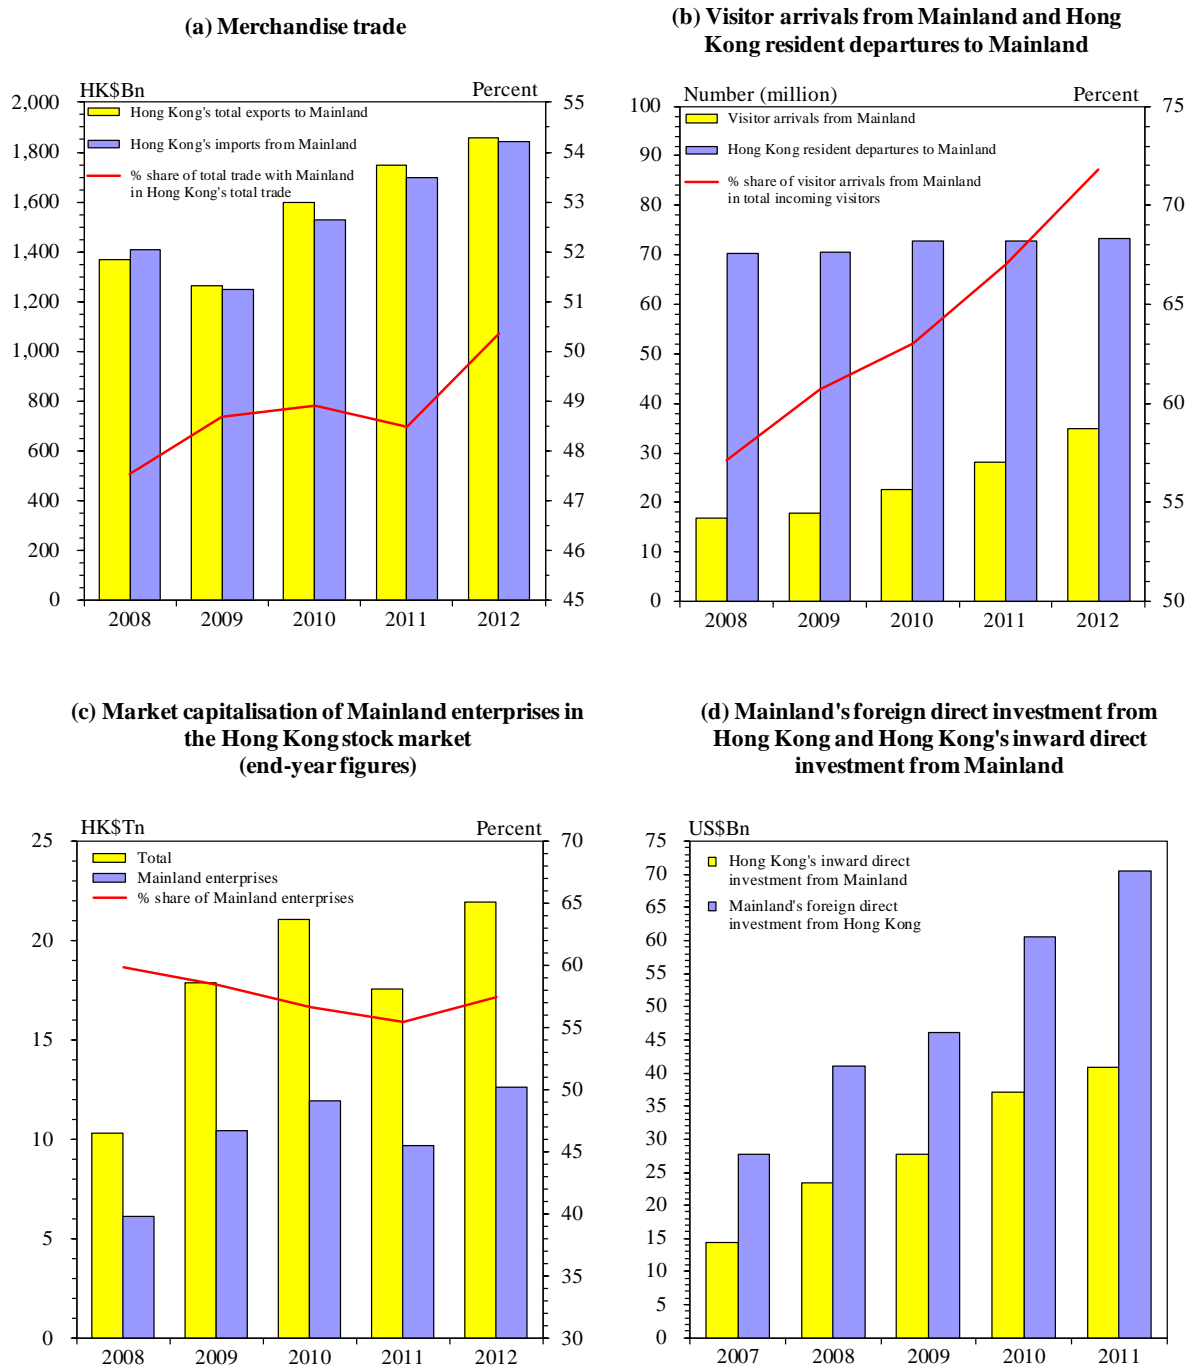 (a) Merchandise trade
HK$Bn
Percent
2,000
1,800
1,600
1,400
1,200
1,000
800
600
400
200
0
Hong Kong's total exports to Mainland
Hong Kong's imports from Mainland
% share of total trade with Mainland
in Hong Kong's total trade
55
54
53
52
51
50
49
48
47
46
45
2008 2009 2010 2011 2012
(b) Visitor arrivals from Mainland and Hong
Kong resident departures to Mainland
Number (million)
Percent
100
90
80
70
60
50
40
30
20
10
0
Visitor arrivals from Mainland
Hong Kong resident departures to Mainland
% share of visitor arrivals from Mainland
in total incoming visitors
75
70
65
60
55
50
2008 2009 2010 2011 2012
(c) Market capitalisation of Mainland enterprises in
the Hong Kong stock market
(end-year figures)
HK$Tn
Percent
25
20
15
10
5
0
Total
Mainland enterprises
% share of Mainland enterprises
70
65
60
55
50
45
40
35
30
2008 2009 2010 2011 2012
(d) Mainland's foreign direct investment from
Hong Kong and Hong Kong's inward direct
investment from Mainland
US$Bn
75
70
65
60
55
50
45
40
35
30
25
20
15
10
5
0
Hong Kong's inward direct
investment from Mainland
Mainland's foreign direct
investment from Hong Kong
2007 2008 2009 2010 2011